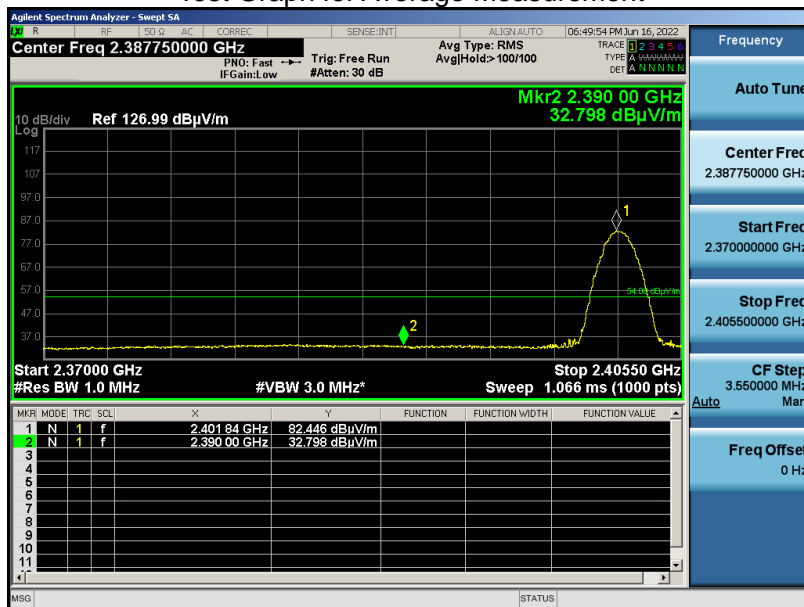 Test Graph for Average Measurement
Agilent Spectrum Analyzer - Swept SA
LXI R RF 50 Ω AC CORREC SENSE:INT ALIGN AUTO 06:49:54 PM Jun 16, 2022
Center Freq 2.387750000 GHz
PNO: Fast
IFGain:Low
Trig: Free Run
#Atten: 30 dB
Avg Type: RMS
Avg|Hold:>100/100
TRACE 1 2 3 4 5 6
TYPE A WWWWW
DET A N N N N N
Mkr2 2.390 00 GHz
32.798 dBµV/m
10 dB/div Ref 126.99 dBµV/m
Log
117
107
97.0
87.0
77.0
67.0
57.0
47.0
37.0
1
54.00 dBµV/m
2
Start 2.37000 GHz Stop 2.40550 GHz
#Res BW 1.0 MHz #VBW 3.0 MHz* Sweep 1.066 ms (1000 pts)
MKR MODE TRC SCL X Y FUNCTION FUNCTION WIDTH FUNCTION VALUE
1 N 1 f 2.401 84 GHz 82.446 dBµV/m
2 N 1 f 2.390 00 GHz 32.798 dBµV/m
3
4
5
6
7
8
9
10
11
MSG STATUS
Frequency
Auto Tune
Center Freq
2.387750000 GHz
Start Freq
2.370000000 GHz
Stop Freq
2.405500000 GHz
CF Step
3.550000 MHz
Auto Man
Freq Offset
0 Hz